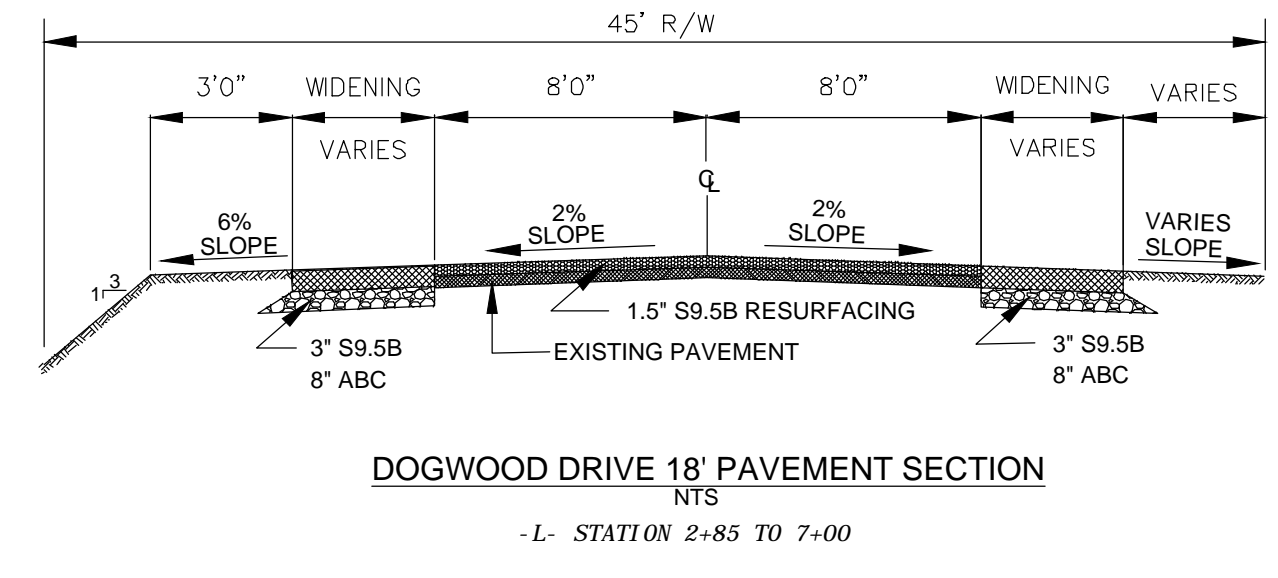 45' R/W
3'0" WIDENING 8'0" 8'0" WIDENING VARIES
VARIES VARIES
℄
6% SLOPE
2% SLOPE
2% SLOPE
VARIES SLOPE
3
1
1.5" S9.5B RESURFACING
EXISTING PAVEMENT
3" S9.5B
8" ABC
3" S9.5B
8" ABC
DOGWOOD DRIVE 18' PAVEMENT SECTION
NTS
-L- STATION 2+85 TO 7+00